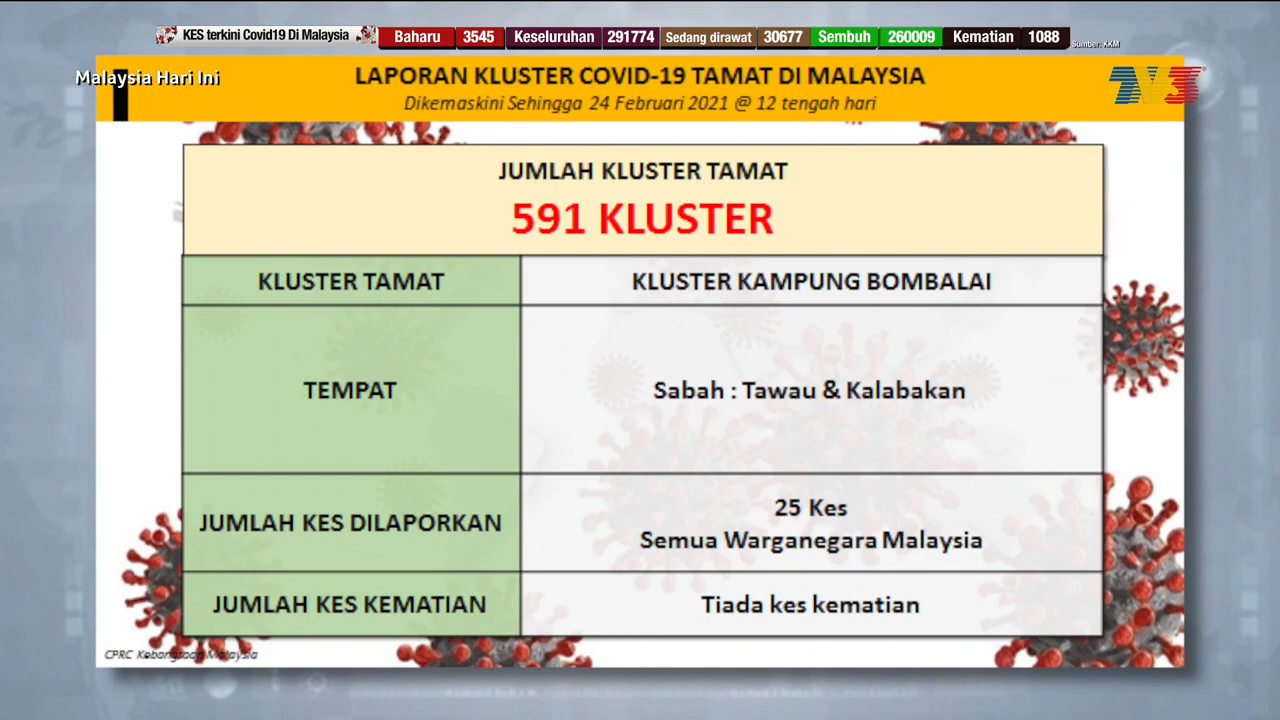 KES terkini Covid19 Di Malaysia Baharu 3545 Keseluruhan 291774 Sedang dirawat 30677 Sembuh 260009 Kematian 1088
Sumber: KKM
Malaysia Hari Ini
TV3
LAPORAN KLUSTER COVID-19 TAMAT DI MALAYSIA
Dikemaskini Sehingga 24 Februari 2021 @ 12 tengah hari
JUMLAH KLUSTER TAMAT
591 KLUSTER
KLUSTER TAMAT KLUSTER KAMPUNG BOMBALAI
TEMPAT Sabah : Tawau & Kalabakan
JUMLAH KES DILAPORKAN 25 Kes
Semua Warganegara Malaysia
JUMLAH KES KEMATIAN Tiada kes kematian
CPRC Kebangsaan Malaysia